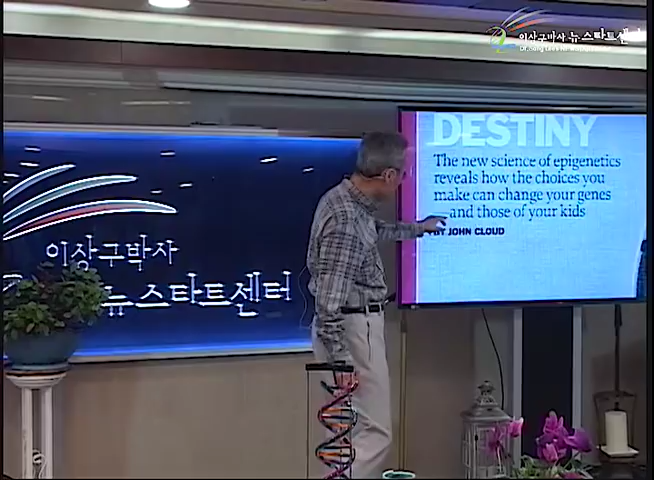 이상구박사 뉴스타트센터
DESTINY
The new science of epigenetics
reveals how the choices you
make can change your genes
—and those of your kids
BY JOHN CLOUD
이상구박사
뉴스타트센터